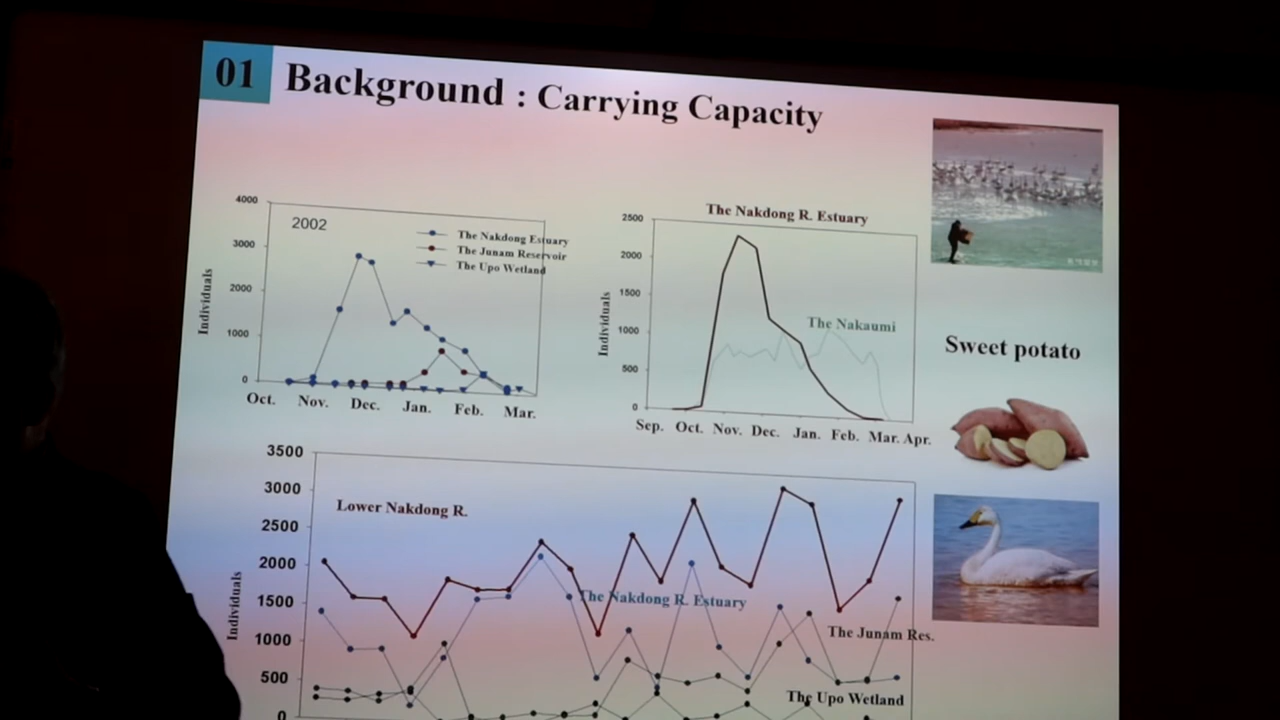 01 Background : Carrying Capacity
4000
3000
2000
1000
0
Individuals
2002
The Nakdong Estuary
The Junam Reservoir
The Upo Wetland
Oct. Nov. Dec. Jan. Feb. Mar.
The Nakdong R. Estuary
2500
2000
1500
1000
500
0
Individuals
The Nakaumi
Sep. Oct. Nov. Dec. Jan. Feb. Mar. Apr.
Sweet potato
3500
3000
2500
2000
1500
1000
500
0
Individuals
Lower Nakdong R.
The Nakdong R. Estuary
The Junam Res.
The Upo Wetland